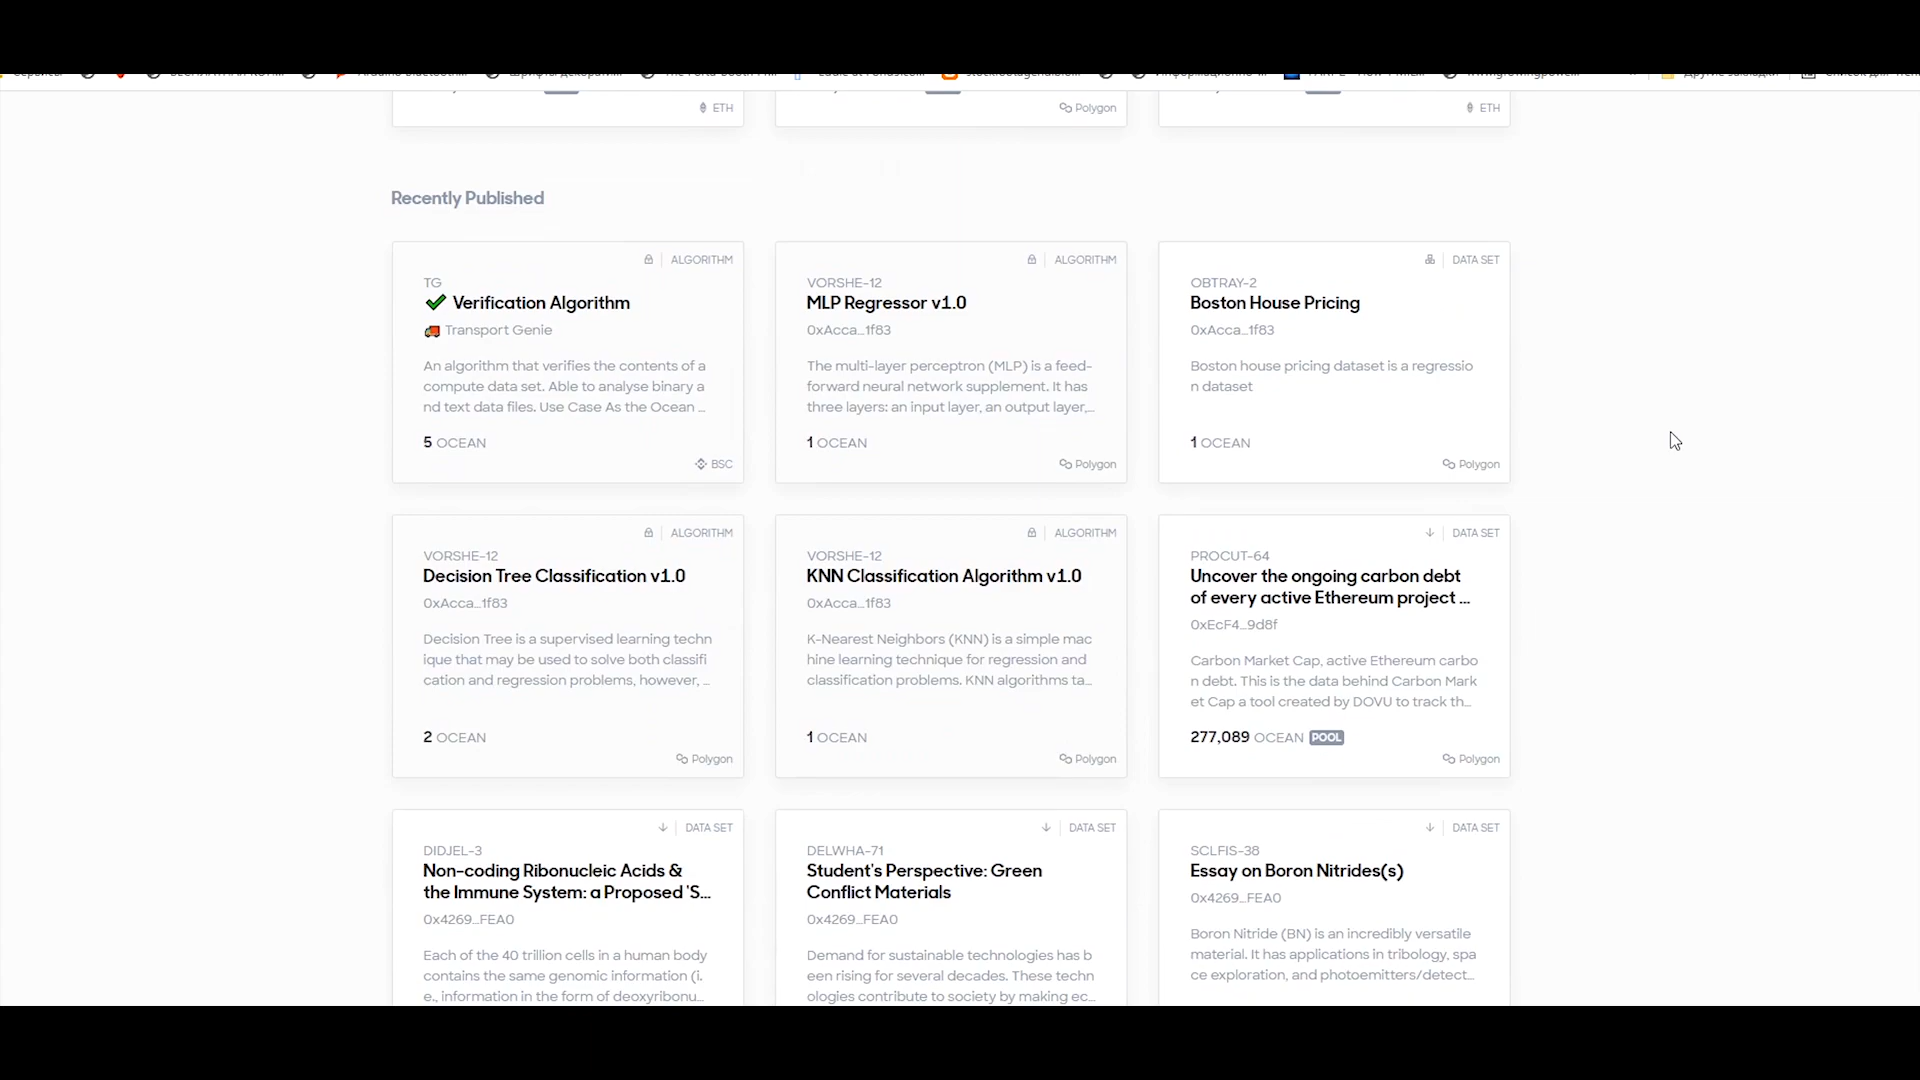 ETH
Polygon
ETH
Recently Published
ALGORITHM
TG
Verification Algorithm
Transport Genie
An algorithm that verifies the contents of a
compute data set. Able to analyse binary a
nd text data files. Use Case As the Ocean ...
5 OCEAN
BSC
ALGORITHM
VORSHE-12
MLP Regressor v1.0
0xAcca...1f83
The multi-layer perceptron (MLP) is a feed-
forward neural network supplement. It has
three layers: an input layer, an output layer,...
1 OCEAN
Polygon
DATA SET
OBTRAY-2
Boston House Pricing
0xAcca...1f83
Boston house pricing dataset is a regressio
n dataset
1 OCEAN
Polygon
ALGORITHM
VORSHE-12
Decision Tree Classification v1.0
0xAcca...1f83
Decision Tree is a supervised learning techn
ique that may be used to solve both classifi
cation and regression problems, however, ...
2 OCEAN
Polygon
ALGORITHM
VORSHE-12
KNN Classification Algorithm v1.0
0xAcca...1f83
K-Nearest Neighbors (KNN) is a simple mac
hine learning technique for regression and
classification problems. KNN algorithms ta...
1 OCEAN
Polygon
DATA SET
PROCUT-64
Uncover the ongoing carbon debt
of every active Ethereum project ...
0xEcF4...9d8f
Carbon Market Cap, active Ethereum carbo
n debt. This is the data behind Carbon Mark
et Cap a tool created by DOVU to track th...
277,089 OCEAN POOL
Polygon
DATA SET
DIDJEL-3
Non-coding Ribonucleic Acids &
the Immune System: a Proposed 'S...
0x4269...FEA0
Each of the 40 trillion cells in a human body
contains the same genomic information (i.
e., information in the form of deoxyribonu...
DATA SET
DELWHA-71
Student's Perspective: Green
Conflict Materials
0x4269...FEA0
Demand for sustainable technologies has b
een rising for several decades. These techn
ologies contribute to society by making ec...
DATA SET
SCLFIS-38
Essay on Boron Nitrides(s)
0x4269...FEA0
Boron Nitride (BN) is an incredibly versatile
material. It has applications in tribology, spa
ce exploration, and photoemitters/detect...